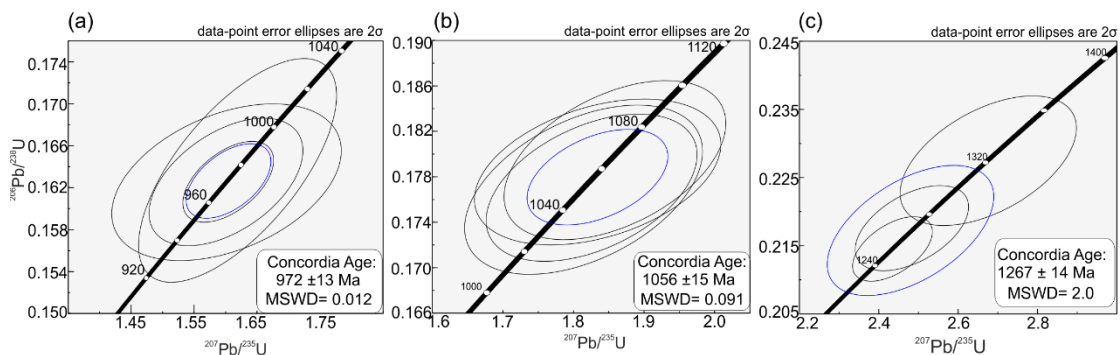 (a)
data-point error ellipses are 2σ
1040
1000
960
920
0.174
0.170
0.166
0.162
0.158
0.154
0.150
²⁰⁶Pb/²³⁸U
1.45
1.55
1.65
1.75
²⁰⁷Pb/²³⁵U
Concordia Age:
972 ±13 Ma
MSWD= 0.012
(b)
data-point error ellipses are 2σ
1120
1080
1040
1000
0.190
0.186
0.182
0.178
0.174
0.170
0.166
1.6
1.7
1.8
1.9
2.0
²⁰⁷Pb/²³⁵U
Concordia Age:
1056 ±15 Ma
MSWD= 0.091
(c)
data-point error ellipses are 2σ
1400
1320
1240
0.245
0.235
0.225
0.215
0.205
2.2
2.4
2.6
2.8
²⁰⁷Pb/²³⁵U
Concordia Age:
1267 ± 14 Ma
MSWD= 2.0